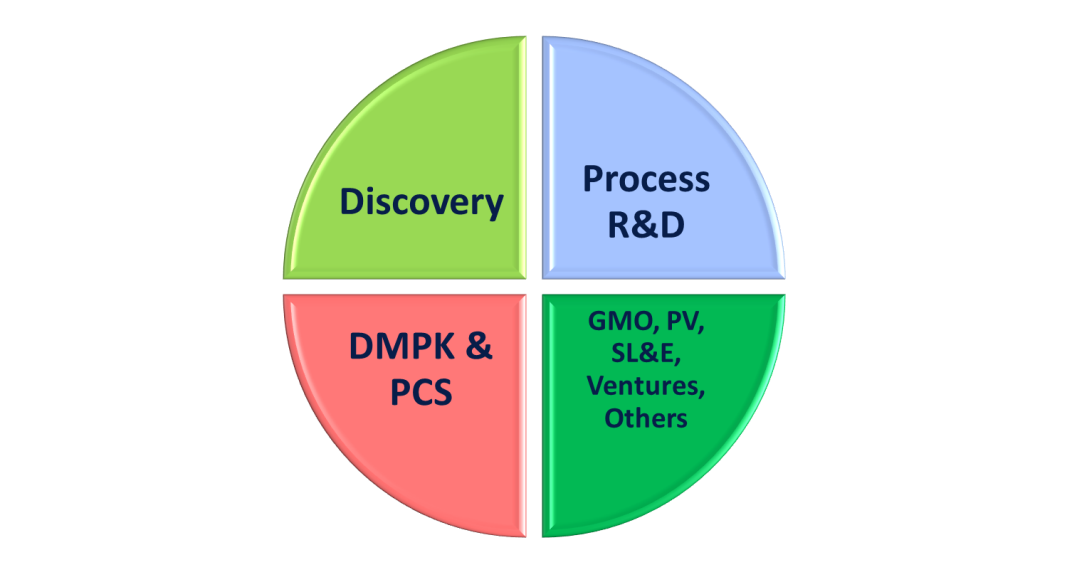 Discovery
Process
R&D
DMPK &
PCS
GMO, PV,
SL&E,
Ventures,
Others